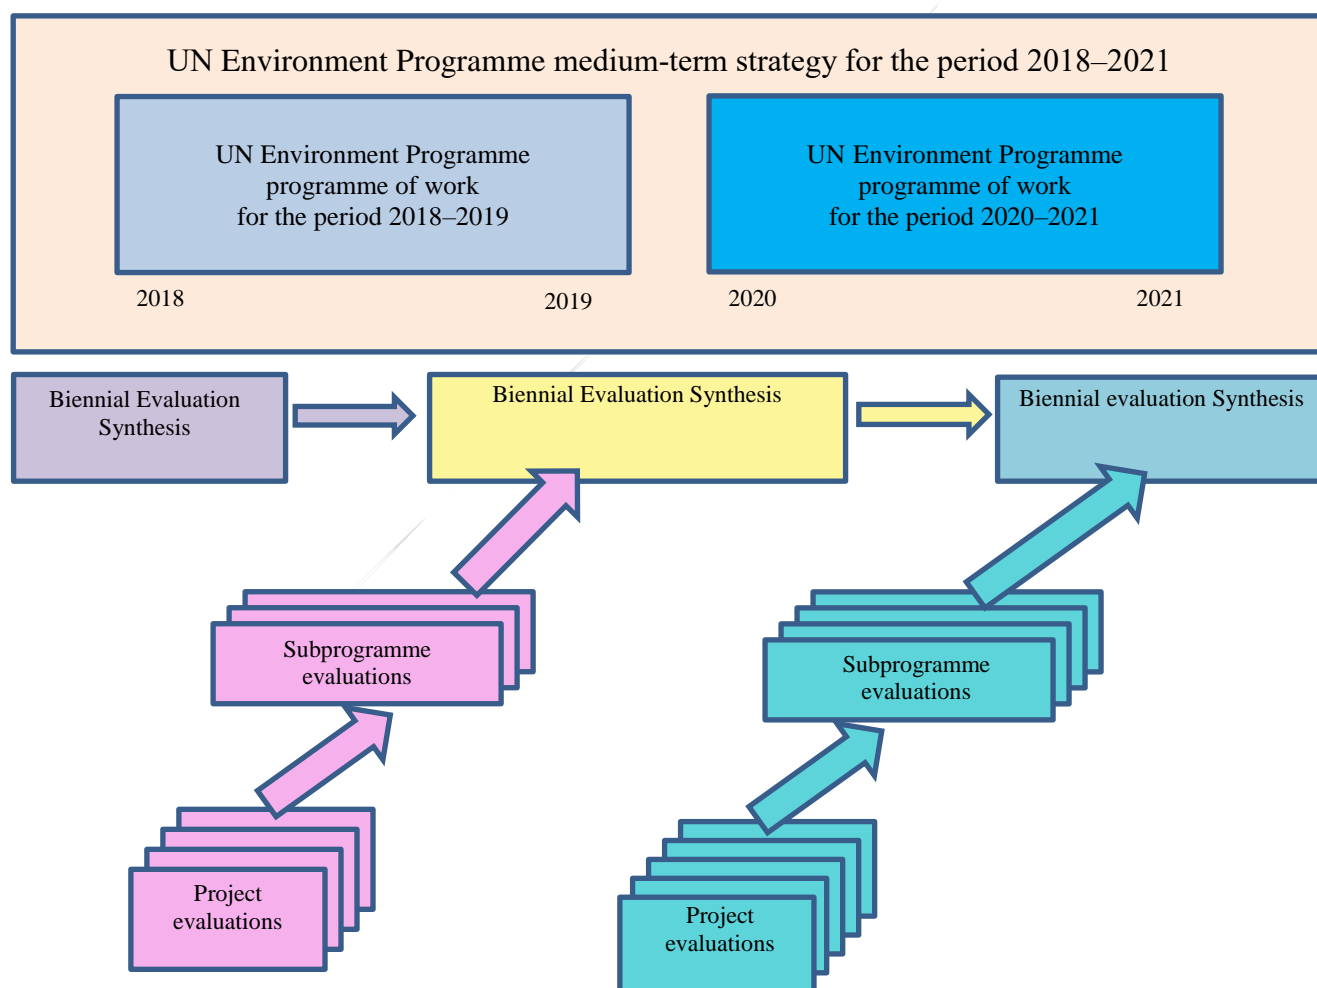 UN Environment Programme medium-term strategy for the period 2018–2021
UN Environment Programme
programme of work
for the period 2018–2019
UN Environment Programme
programme of work
for the period 2020–2021
2018
2019
2020
2021
Biennial Evaluation
Synthesis
Biennial Evaluation Synthesis
Biennial evaluation Synthesis
Subprogramme
evaluations
Subprogramme
evaluations
Project
evaluations
Project
evaluations